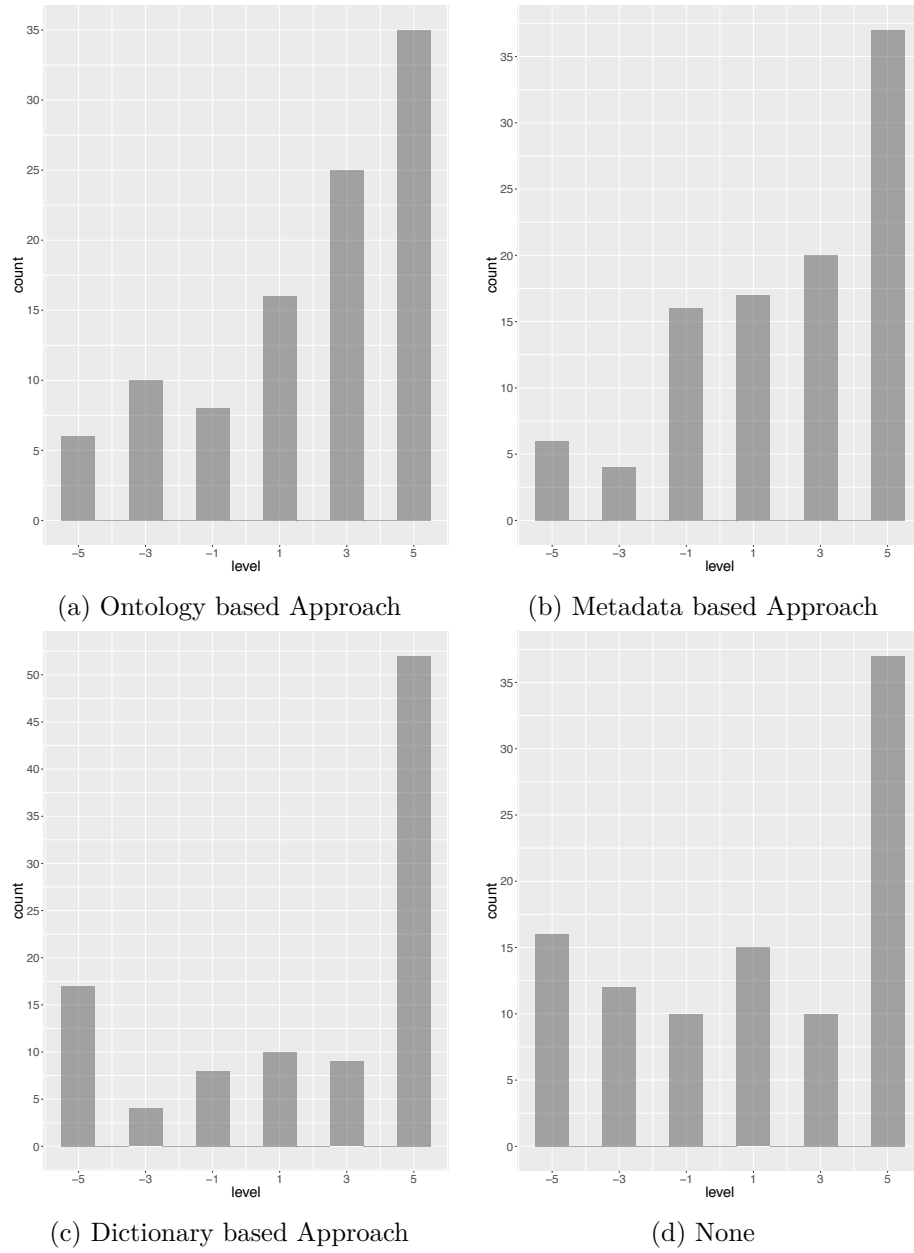 35
30
25
20
15
10
5
0
count
−5 −3 −1 1 3 5
level
(a) Ontology based Approach
35
30
25
20
15
10
5
0
count
−5 −3 −1 1 3 5
level
(b) Metadata based Approach
50
45
40
35
30
25
20
15
10
5
0
count
−5 −3 −1 1 3 5
level
(c) Dictionary based Approach
35
30
25
20
15
10
5
0
count
−5 −3 −1 1 3 5
level
(d) None